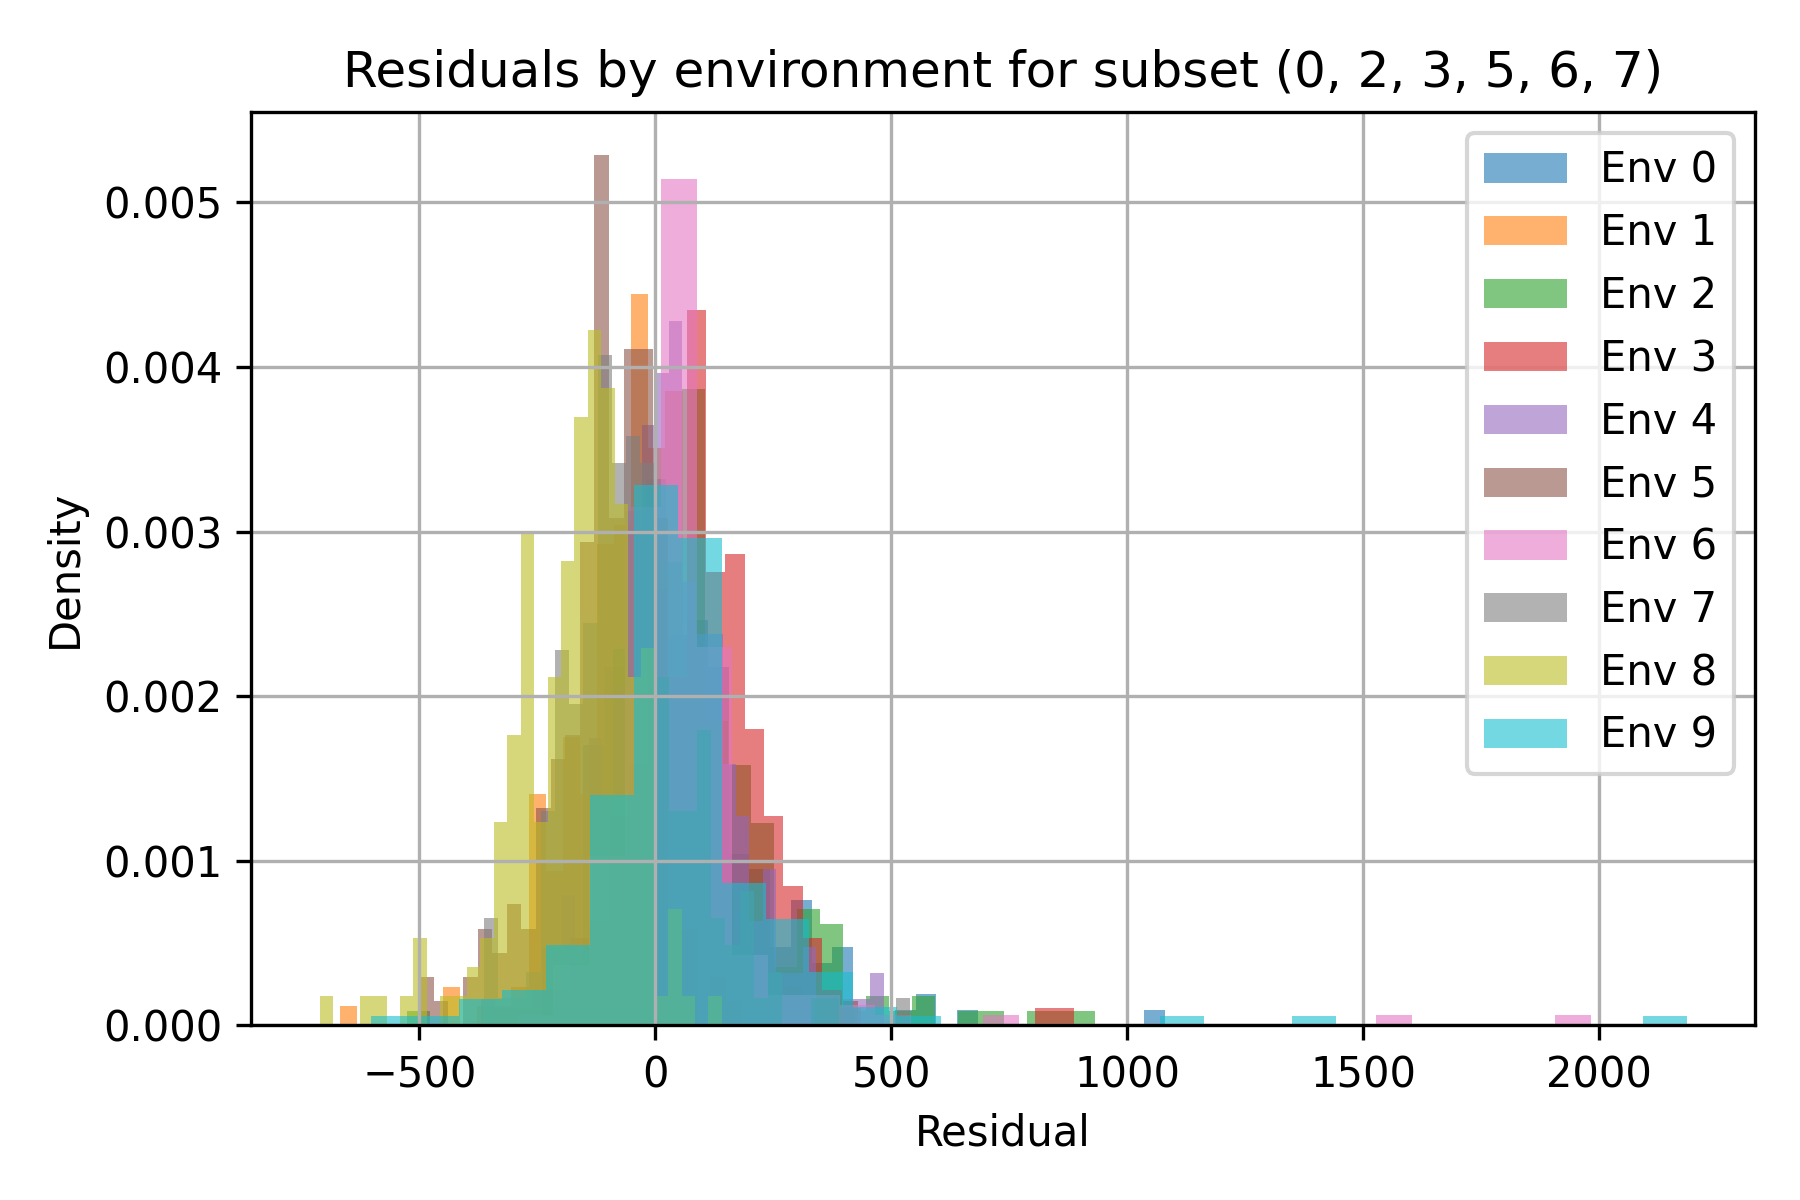 Residuals by environment for subset (0, 2, 3, 5, 6, 7)
Env 0
Env 1
Env 2
Env 3
Env 4
Env 5
Env 6
Env 7
Env 8
Env 9
0.005
0.004
0.003
0.002
0.001
0.000
Density
−500
0
500
1000
1500
2000
Residual